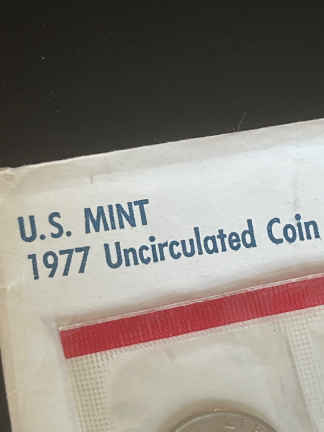 U.S. MINT
1977 Uncirculated Coin